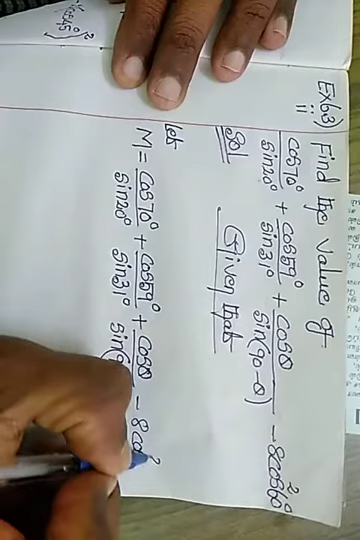 Ex 6.3) Find the value of
ii
cos70°/sin20° + cos59°/sin31° + cosθ/sin(90-θ) - 8cos²60°
Sol Given that
Let
M = cos70°/sin20° + cos59°/sin31° + cosθ/sin( - 8cos²